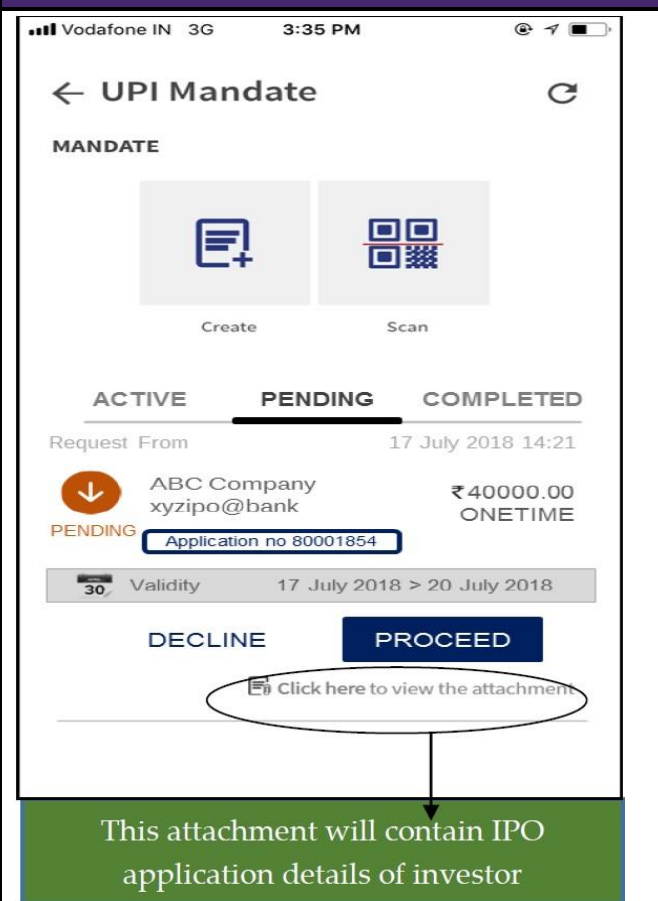 Vodafone IN 3G 3:35 PM
UPI Mandate
MANDATE
Create Scan
ACTIVE PENDING COMPLETED
Request From 17 July 2018 14:21
ABC Company ₹40000.00
xyzipo@bank ONETIME
PENDING
Application no 80001854
30 Validity 17 July 2018 > 20 July 2018
DECLINE PROCEED
Click here to view the attachment
This attachment will contain IPO
application details of investor